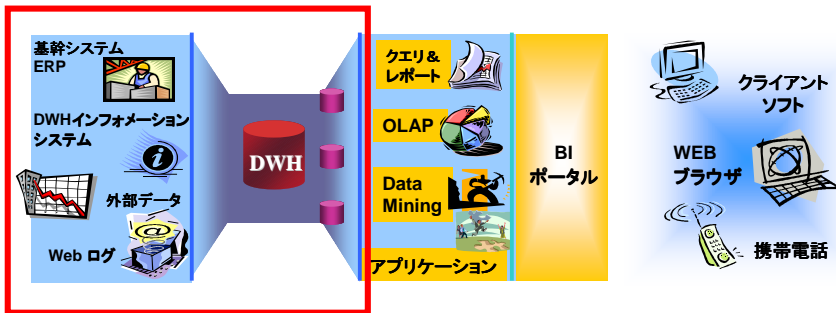 基幹システム
ERP
DWHインフォメーション
システム
外部データ
Web ログ
DWH
クエリ&
レポート
OLAP
Data
Mining
アプリケーション
BI
ポータル
クライアント
ソフト
WEB
ブラウザ
携帯電話